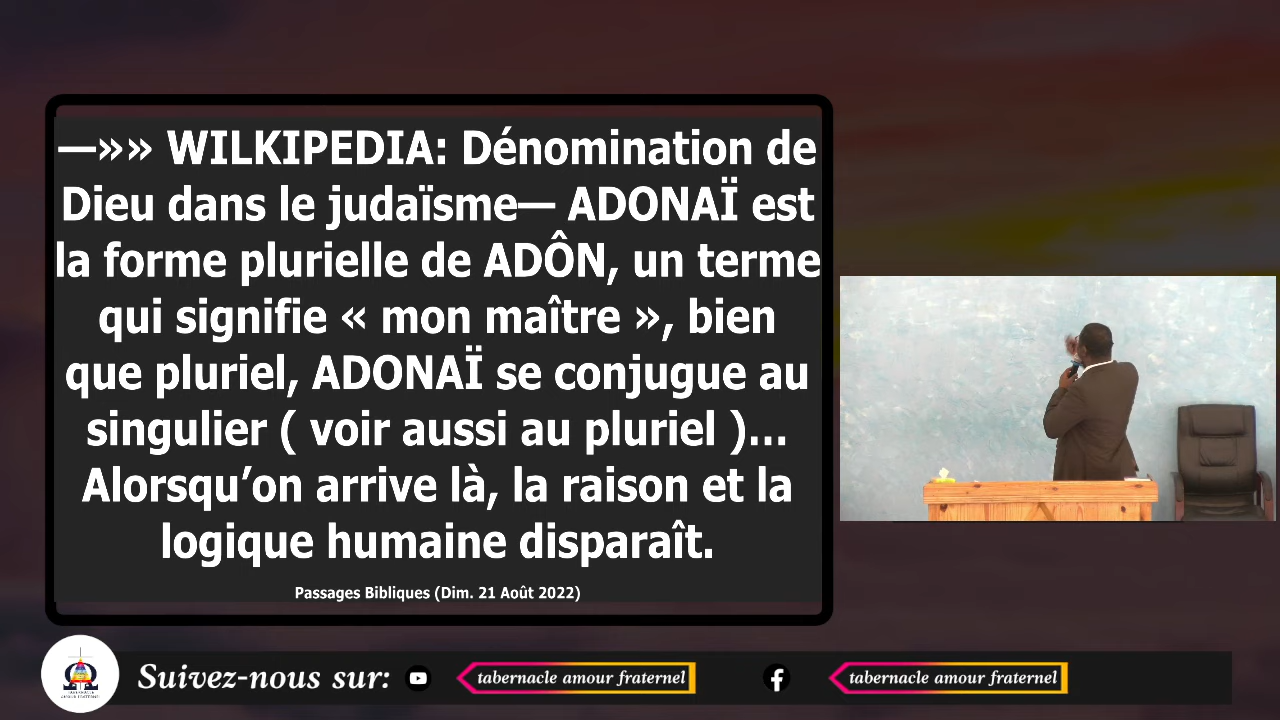 —»» WILKIPEDIA: Dénomination de
Dieu dans le judaïsme— ADONAÏ est
la forme plurielle de ADÔN, un terme
qui signifie « mon maître », bien
que pluriel, ADONAÏ se conjugue au
singulier ( voir aussi au pluriel )...
Alorsqu’on arrive là, la raison et la
logique humaine disparaît.
Passages Bibliques (Dim. 21 Août 2022)
Suivez-nous sur:
tabernacle amour fraternel
tabernacle amour fraternel